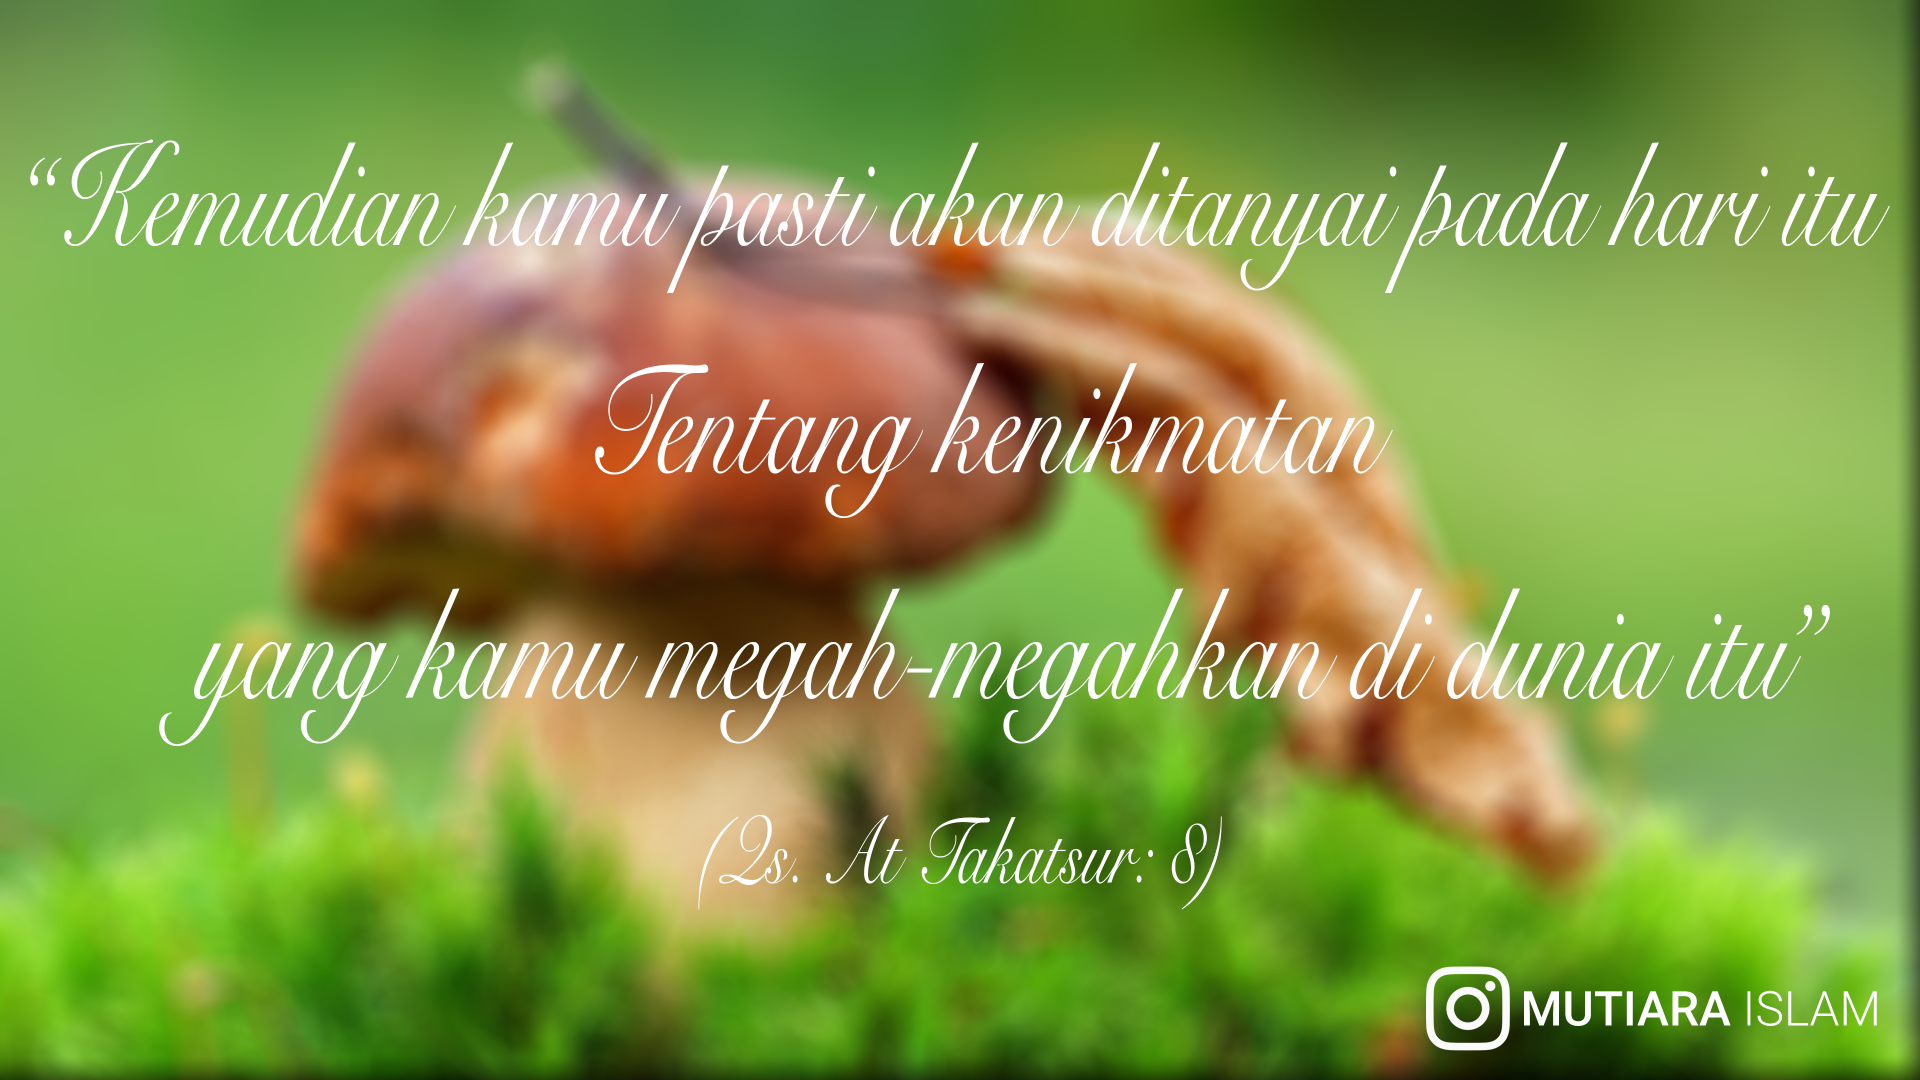 “Kemudian kamu pasti akan ditanyai pada hari itu
Tentang kenikmatan
yang kamu megah-megahkan di dunia itu”
(Qs. At Takatsur: 8)
MUTIARA ISLAM